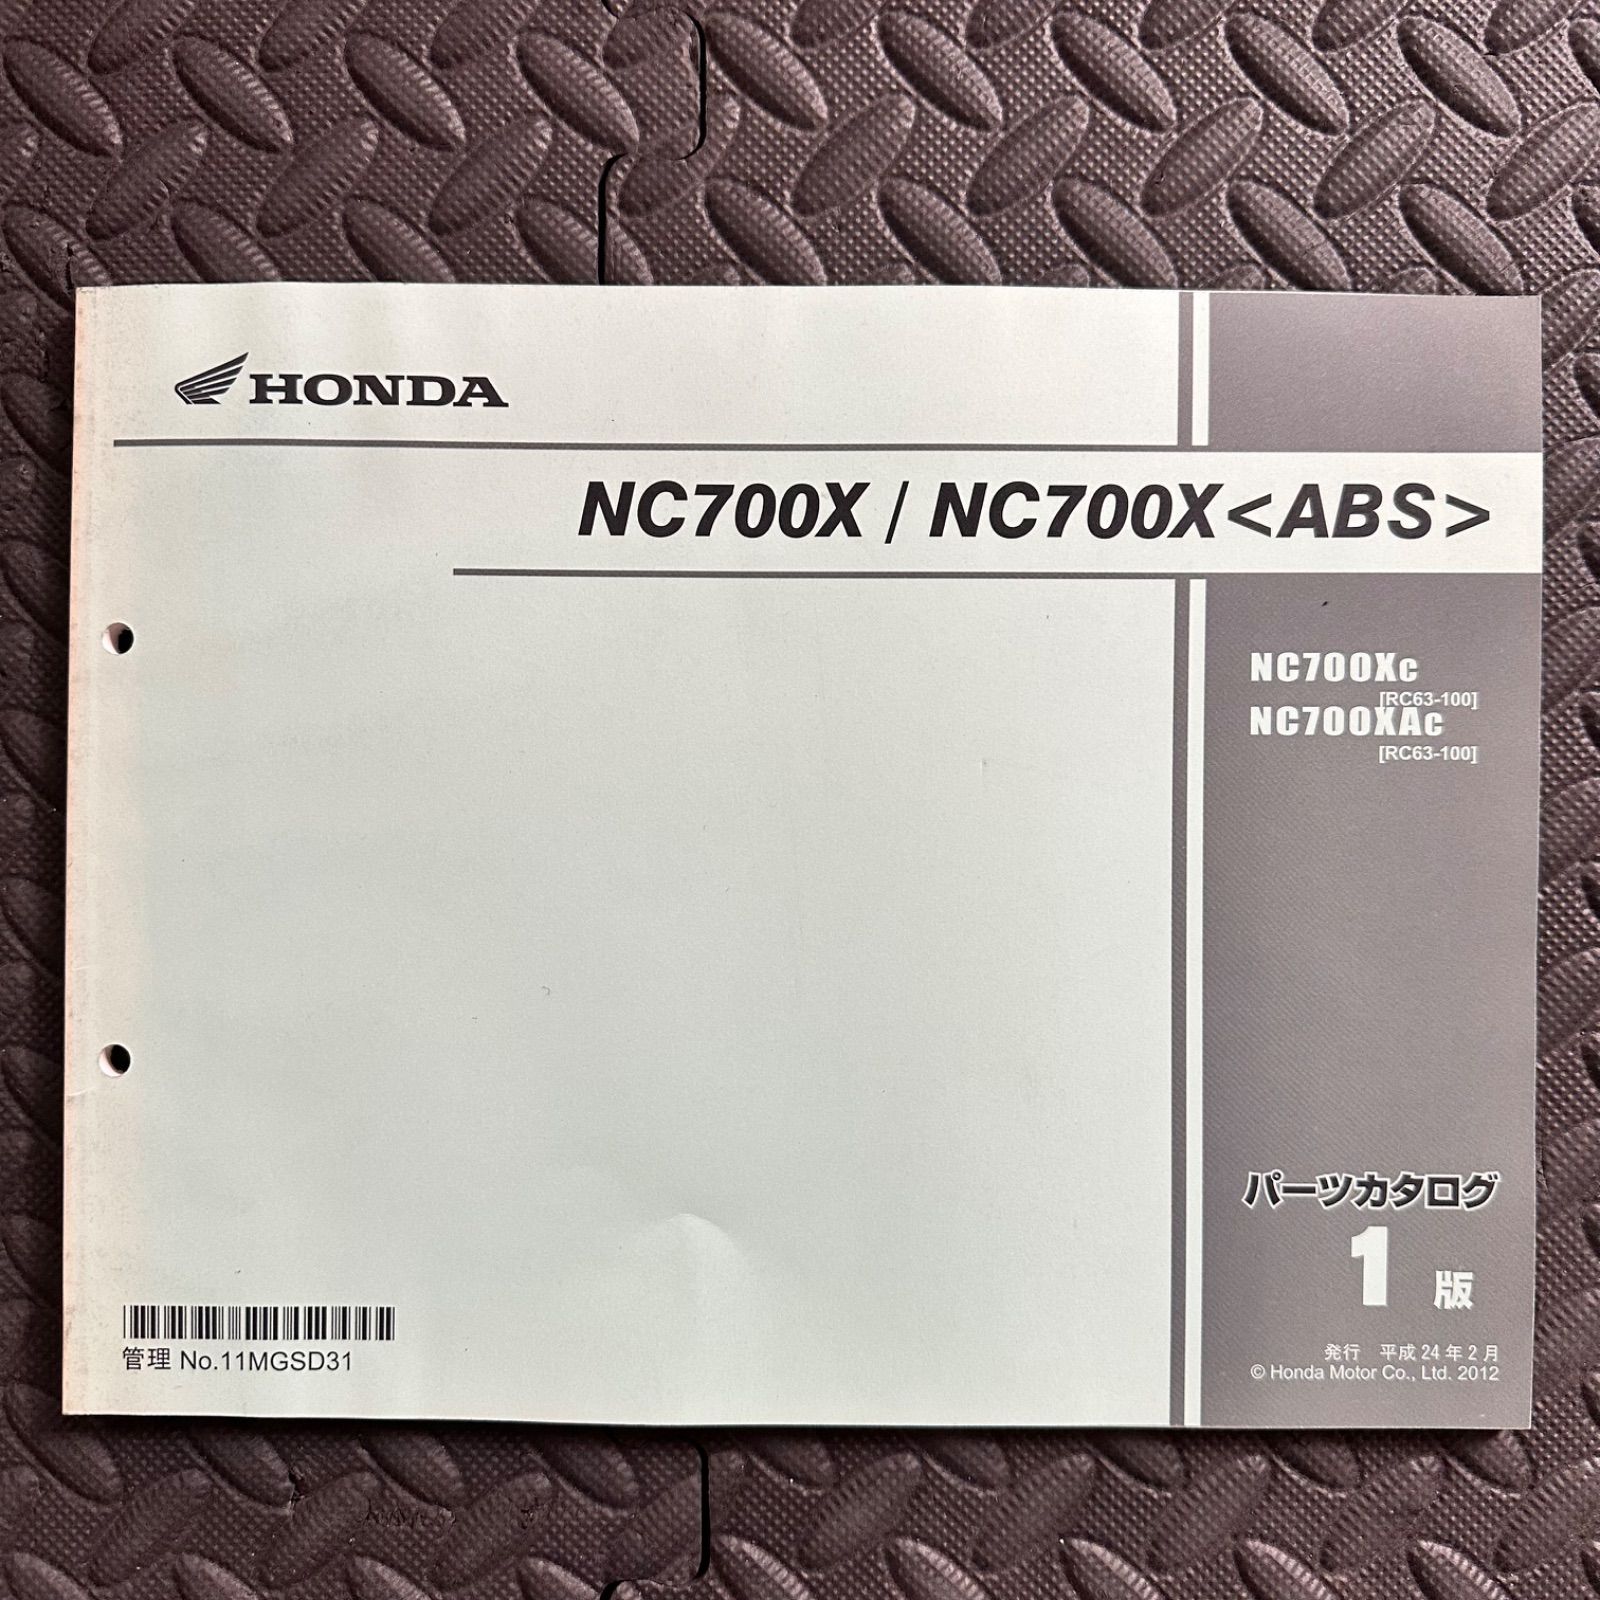 HONDA
NC700X / NC700X<ABS>
NC700Xc
[RC63-100]
NC700XAc
[RC63-100]
パーツカタログ
1 版
発行 平成24年2月
© Honda Motor Co., Ltd. 2012
管理 No.11MGSD31